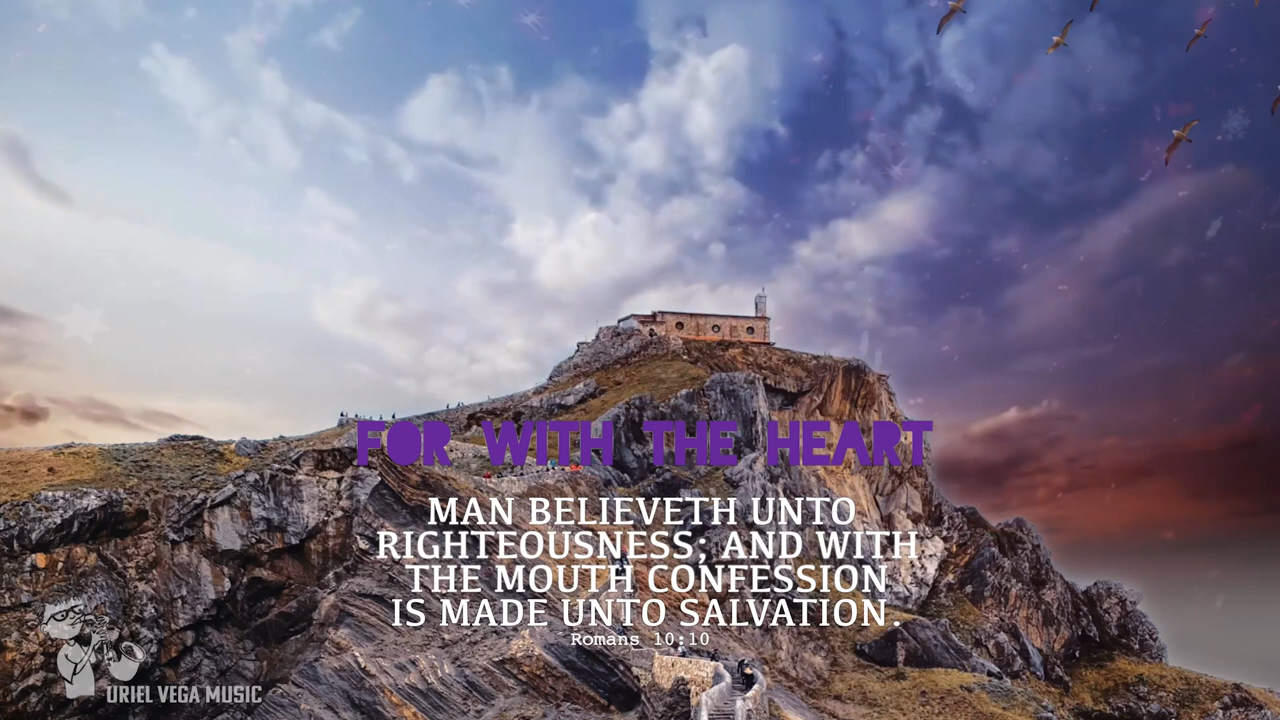 FOR WITH THE HEART
MAN BELIEVETH UNTO
RIGHTEOUSNESS; AND WITH
THE MOUTH CONFESSION
IS MADE UNTO SALVATION.
Romans 10:10
URIEL VEGA MUSIC